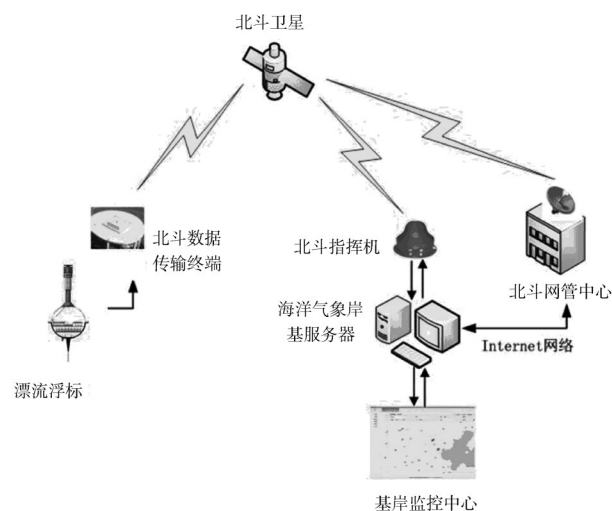 北斗卫星
北斗数据
传输终端
北斗指挥机
北斗网管中心
海洋气象岸
基服务器
Internet网络
漂流浮标
基岸监控中心